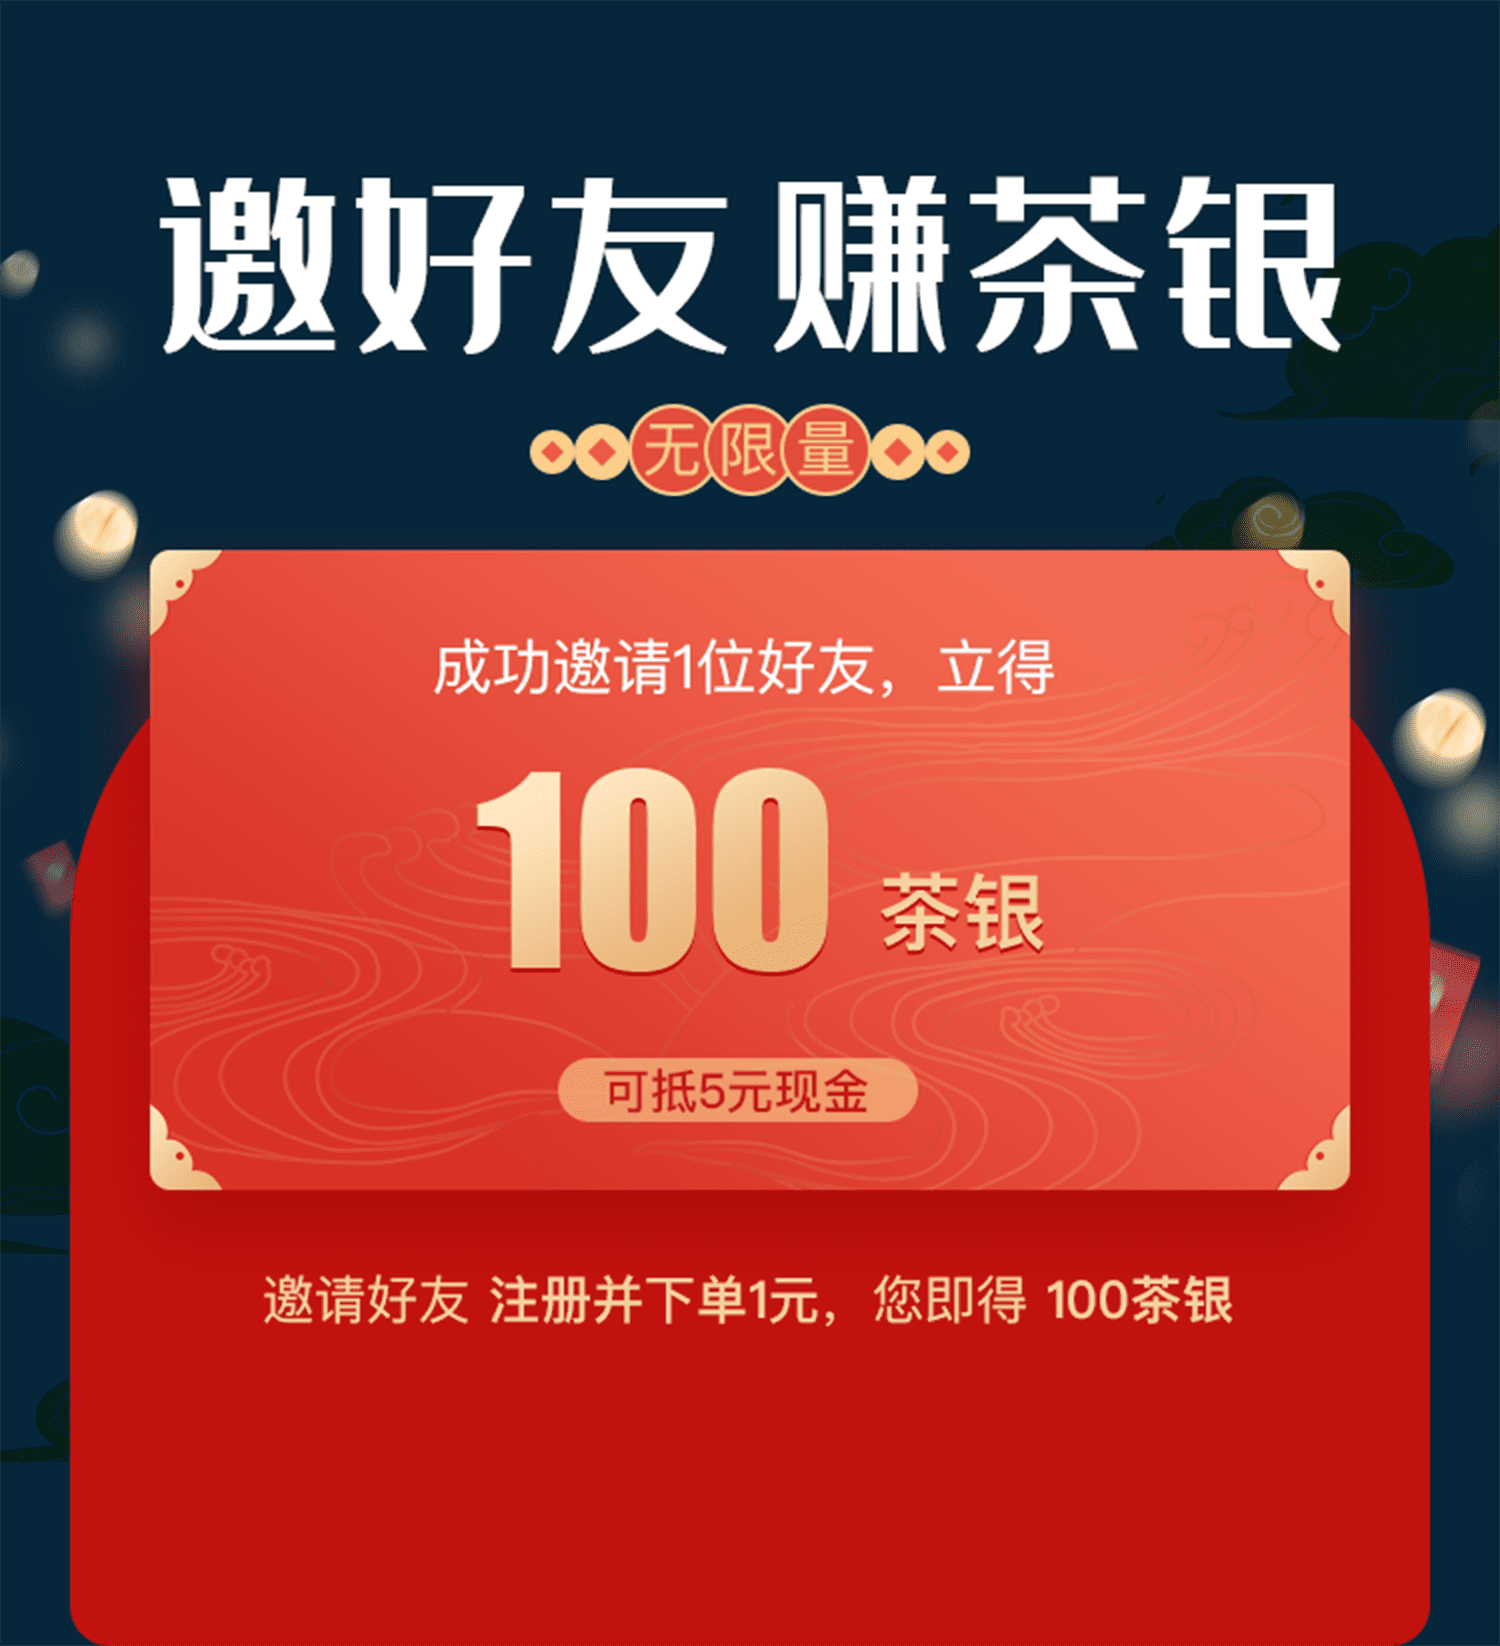 邀好友 赚茶银
无限量
成功邀请1位好友，立得
100 茶银
可抵5元现金
邀请好友 注册并下单1元，您即得 100茶银